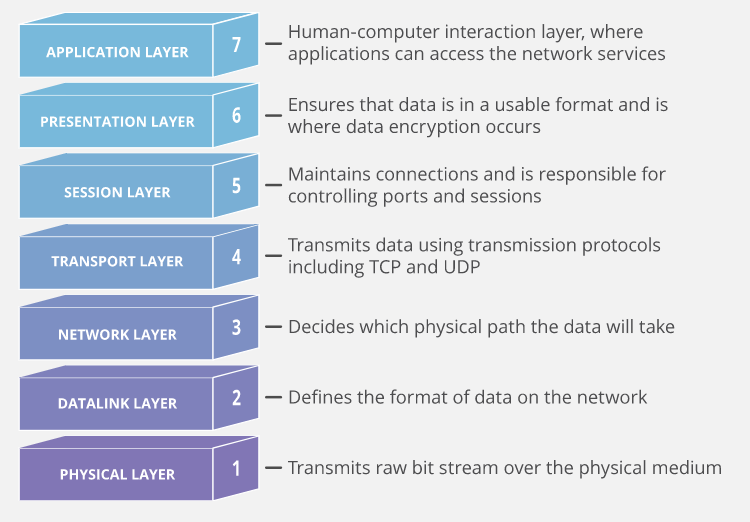 APPLICATION LAYER
7
Human-computer interaction layer, where
applications can access the network services
PRESENTATION LAYER
6
Ensures that data is in a usable format and is
where data encryption occurs
SESSION LAYER
5
Maintains connections and is responsible for
controlling ports and sessions
TRANSPORT LAYER
4
Transmits data using transmission protocols
including TCP and UDP
NETWORK LAYER
3
Decides which physical path the data will take
DATALINK LAYER
2
Defines the format of data on the network
PHYSICAL LAYER
1
Transmits raw bit stream over the physical medium